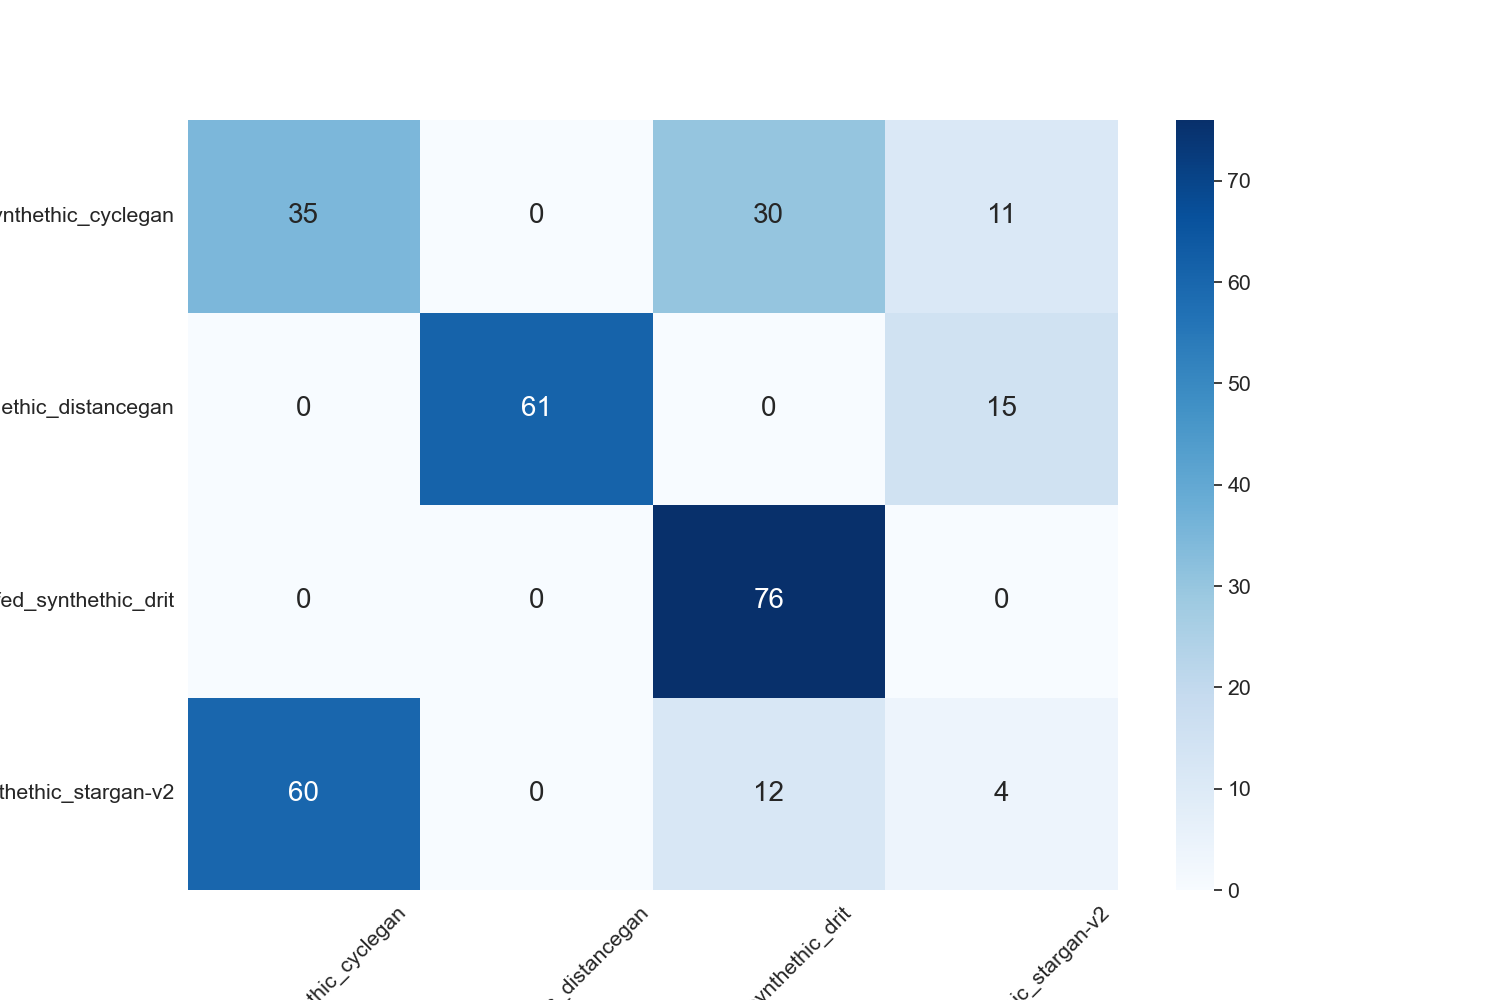 ynthethic_cyclegan 35 0 30 11
ethic_distancegan 0 61 0 15
ed_synthethic_drit 0 0 76 0
thethic_stargan-v2 60 0 12 4
thic_cyclegan
_distancegan
ynthethic_drit
ic_stargan-v2
70
60
50
40
30
20
10
0